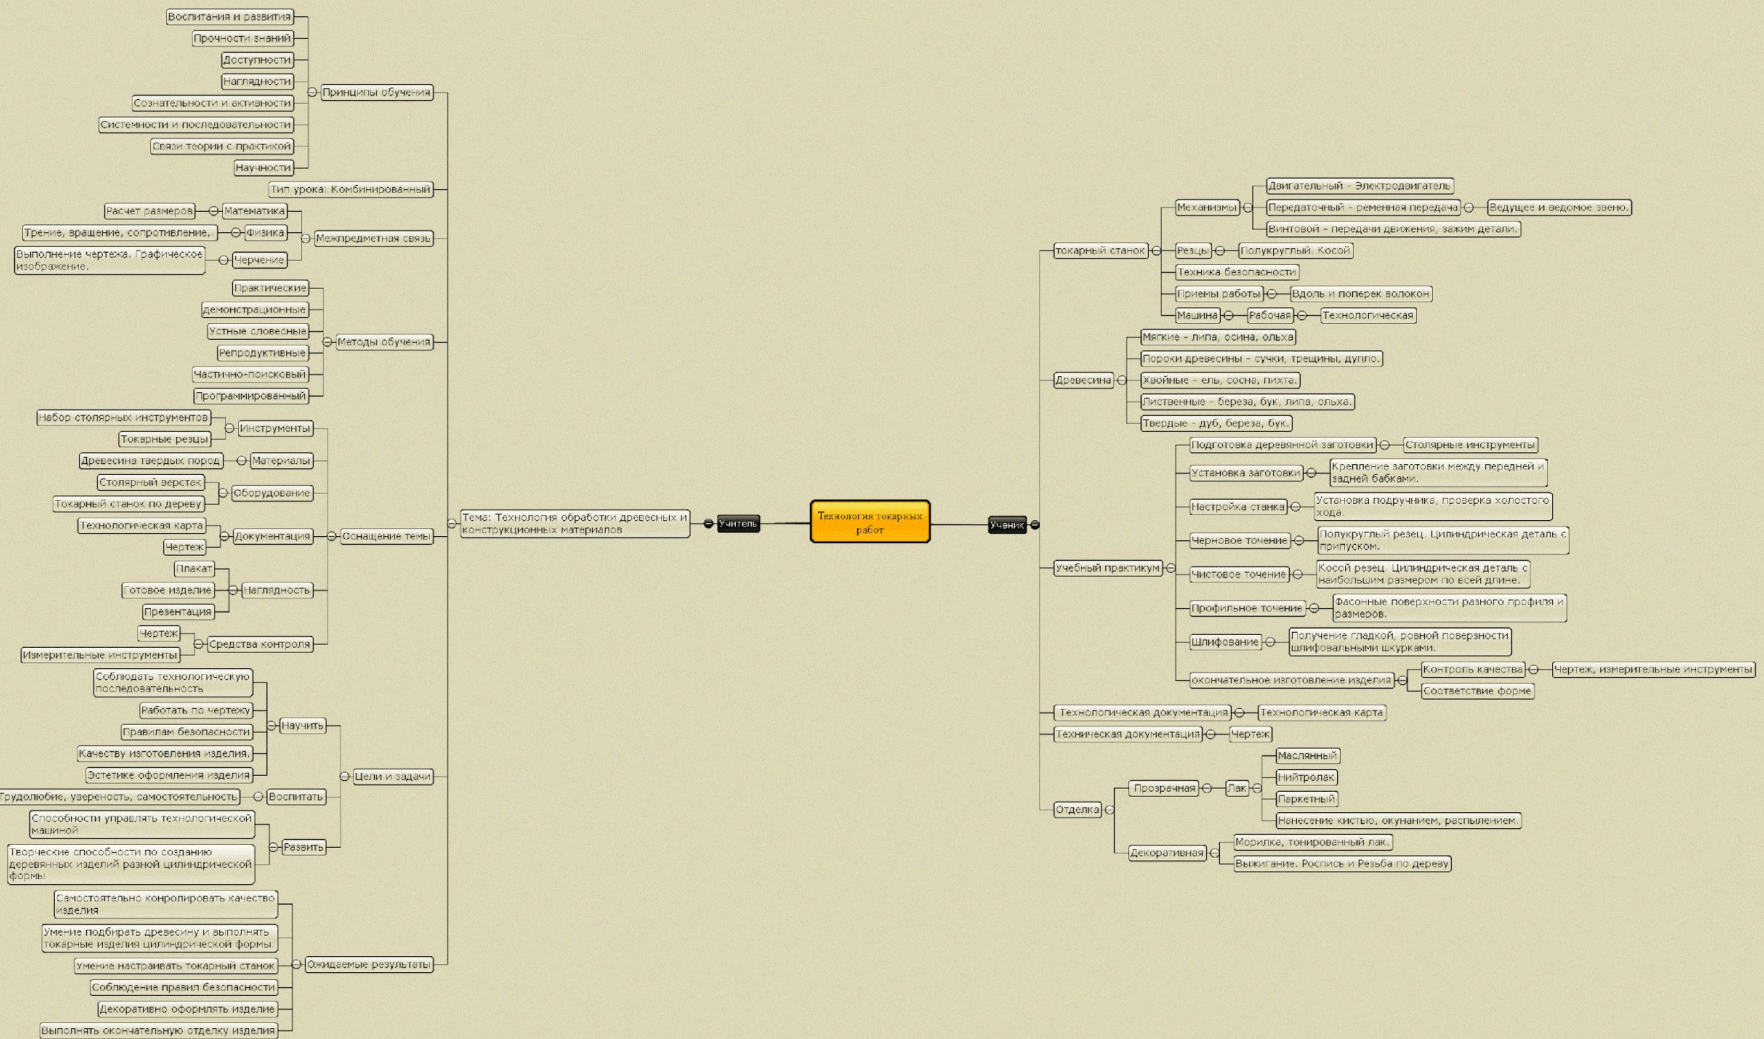 Воспитания и развития
Прочности знаний
Доступности
Наглядности
Сознательности и активности
Системности и последовательности
Связи теории с практикой
Научности
Принципы обучения
Тип урока: Комбинированный
Расчет размеров
Математика
Трение, вращение, сопротивление,.
Физика
Выполнение чертежа. Графическое
изображение.
Черчение
Межпредметная связь
Практические
демонстрационные
Устные словесные
Репродуктивные
Частично-поисковый
Программированный
Методы обучения
Набор столярных инструментов
Токарные резцы
Инструменты
Древесина твердых пород
Материалы
Столярный верстак
Токарный станок по дереву
Оборудование
Технологическая карта
Чертеж
Документация
Плакат
Готовое изделие
Презентация
Наглядность
Чертеж
Измерительные инструменты
Средства контроля
Оснащение темы
Соблюдать технологическую
последовательность
Работать по чертежу
Правилам безопасности
Качеству изготовления изделия.
Эстетике оформления изделия
Научить
Трудолюбие, увереность, самостоятельность
Воспитать
Способности управлять технологической
машиной
Творческие способности по созданию
деревянных изделий разной цилиндрической
формы
Развить
Цели и задачи
Самостоятельно конролировать качество
изделия
Умение подбирать древесину и выполнять
токарные изделия цилиндрической формы.
Умение настраивать токарный станок
Соблюдение правил безопасности
Декоративно оформлять изделие
Выполнять окончательную отделку изделия
Ожидаемые результаты
Тема: Технология обработки древесных и
конструкционных материалов
Учитель
Технология токарных
работ
Ученик
токарный станок
Механизмы
Двигательный - Электродвигатель
Передаточный - ременная передача
Ведущее и ведомое звено.
Винтовой - передачи движения, зажим детали.
Резцы
Полукруглый. Косой
Техника безопасности
Приемы работы
Вдоль и поперек волокон
Машина
Рабочая
Технологическая
Древесина
Мягкие - липа, осина, ольха
Пороки древесины - сучки, трещины, дупло.
Хвойные - ель, сосна, пихта.
Лиственные - береза, бук, липа, ольха.
Твердые - дуб, береза, бук.
Учебный практикум
Подготовка деревянной заготовки
Столярные инструменты
Установка заготовки
Крепление заготовки между передней и
задней бабками.
Настройка станка
Установка подручника, проверка холостого
хода.
Черновое точение
Полукруглый резец. Цилиндрическая деталь с
припуском.
Чистовое точение
Косой резец. Цилиндрическая деталь с
наибольшим размером по всей длине.
Профильное точение
Фасонные поверхности разного профиля и
размеров.
Шлифование
Получение гладкой, ровной поверзности
шлифовальными шкурками.
окончательное изготовление изделия
Контроль качества
Чертеж, измерительные инструменты
Соответствие форме
Технологическая документация
Технологическая карта
Техническая документация
Чертеж
Отделка
Прозрачная
Лак
Маслянный
Нийтролак
Паркетный
Нанесение кистью, окунанием, распылением.
Декоративная
Морилка, тонированный лак.
Выжигание. Роспись и Резьба по дереву